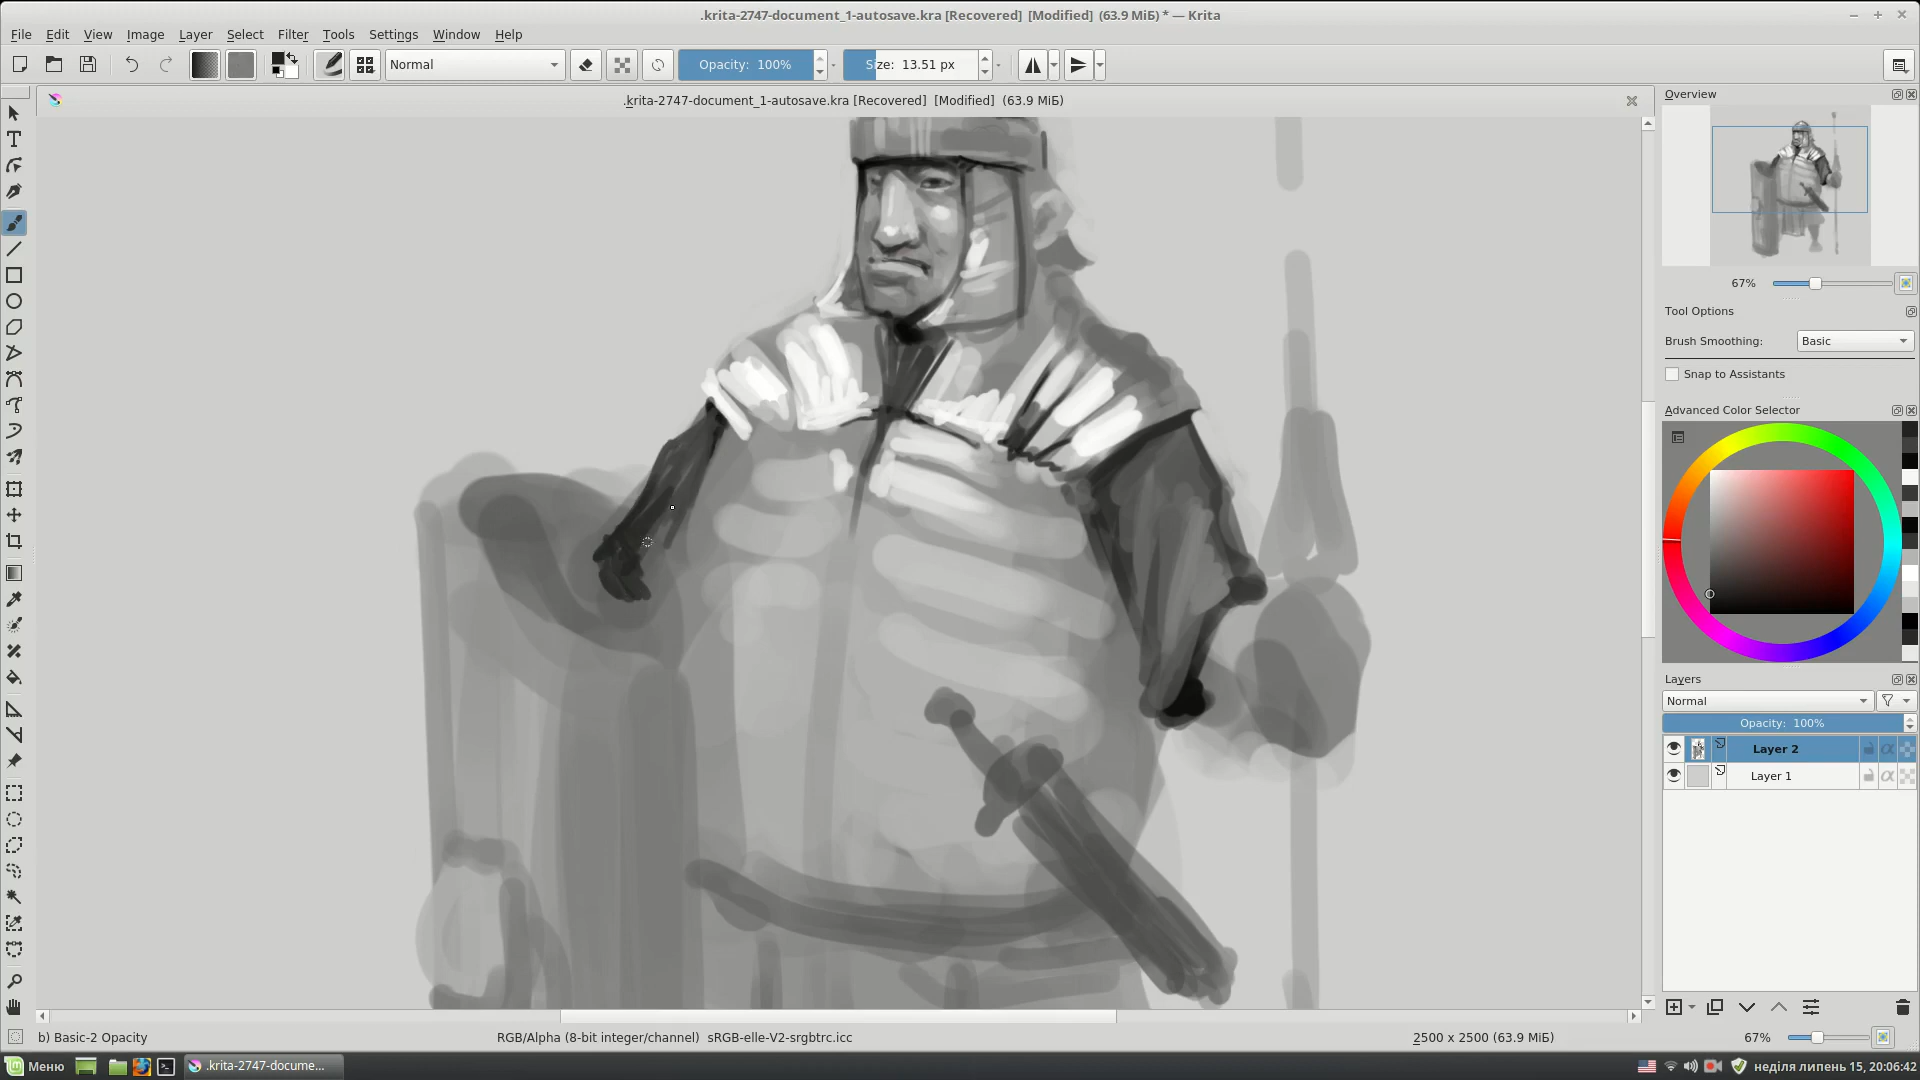 .krita-2747-document_1-autosave.kra [Recovered] [Modified] (63.9 МіБ) * — Krita
File Edit View Image Layer Select Filter Tools Settings Window Help
Normal Opacity: 100% Size: 13.51 px
.krita-2747-document_1-autosave.kra [Recovered] [Modified] (63.9 МіБ)
Overview
67%
Tool Options
Brush Smoothing: Basic
Snap to Assistants
Advanced Color Selector
Layers
Normal
Opacity: 100%
Layer 2
Layer 1
b) Basic-2 Opacity RGB/Alpha (8-bit integer/channel) sRGB-elle-V2-srgbtrc.icc 2500 x 2500 (63.9 МіБ) 67%
Меню .krita-2747-docume... неділя липень 15, 20:06:42